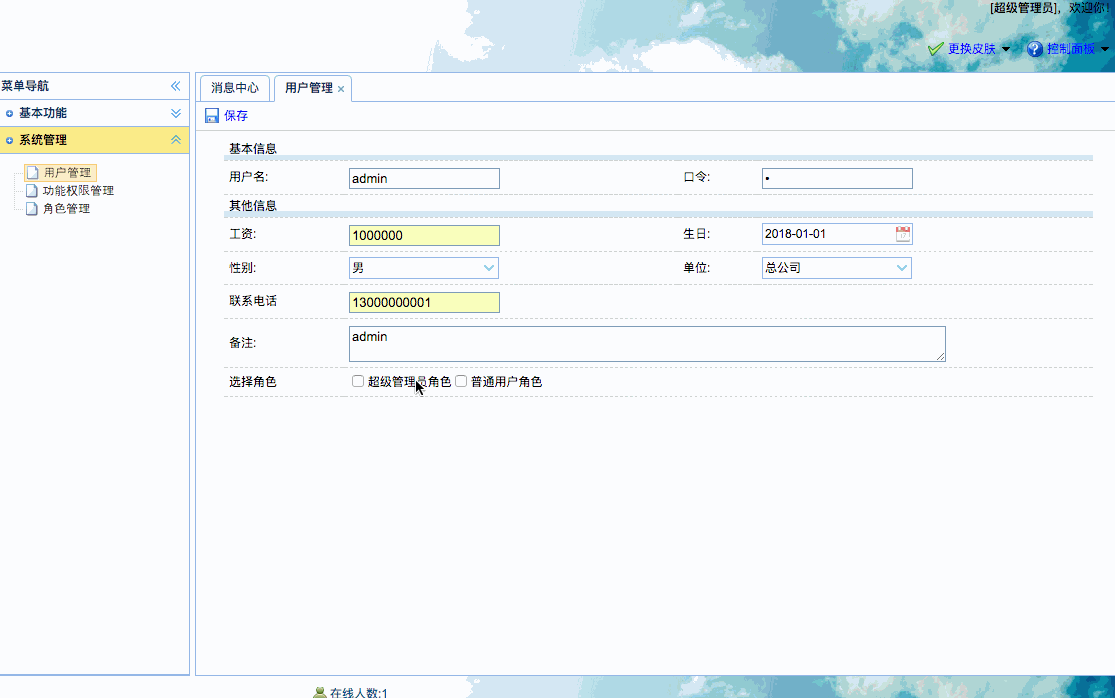 [超级管理员]，欢迎你！
更换皮肤 控制面板
菜单导航
基本功能
系统管理
用户管理
功能权限管理
角色管理
消息中心 用户管理
保存
基本信息
用户名: admin 口令: •
其他信息
工资: 1000000 生日: 2018-01-01
性别: 男 单位: 总公司
联系电话 13000000001
备注: admin
选择角色 超级管理员角色 普通用户角色
在线人数:1